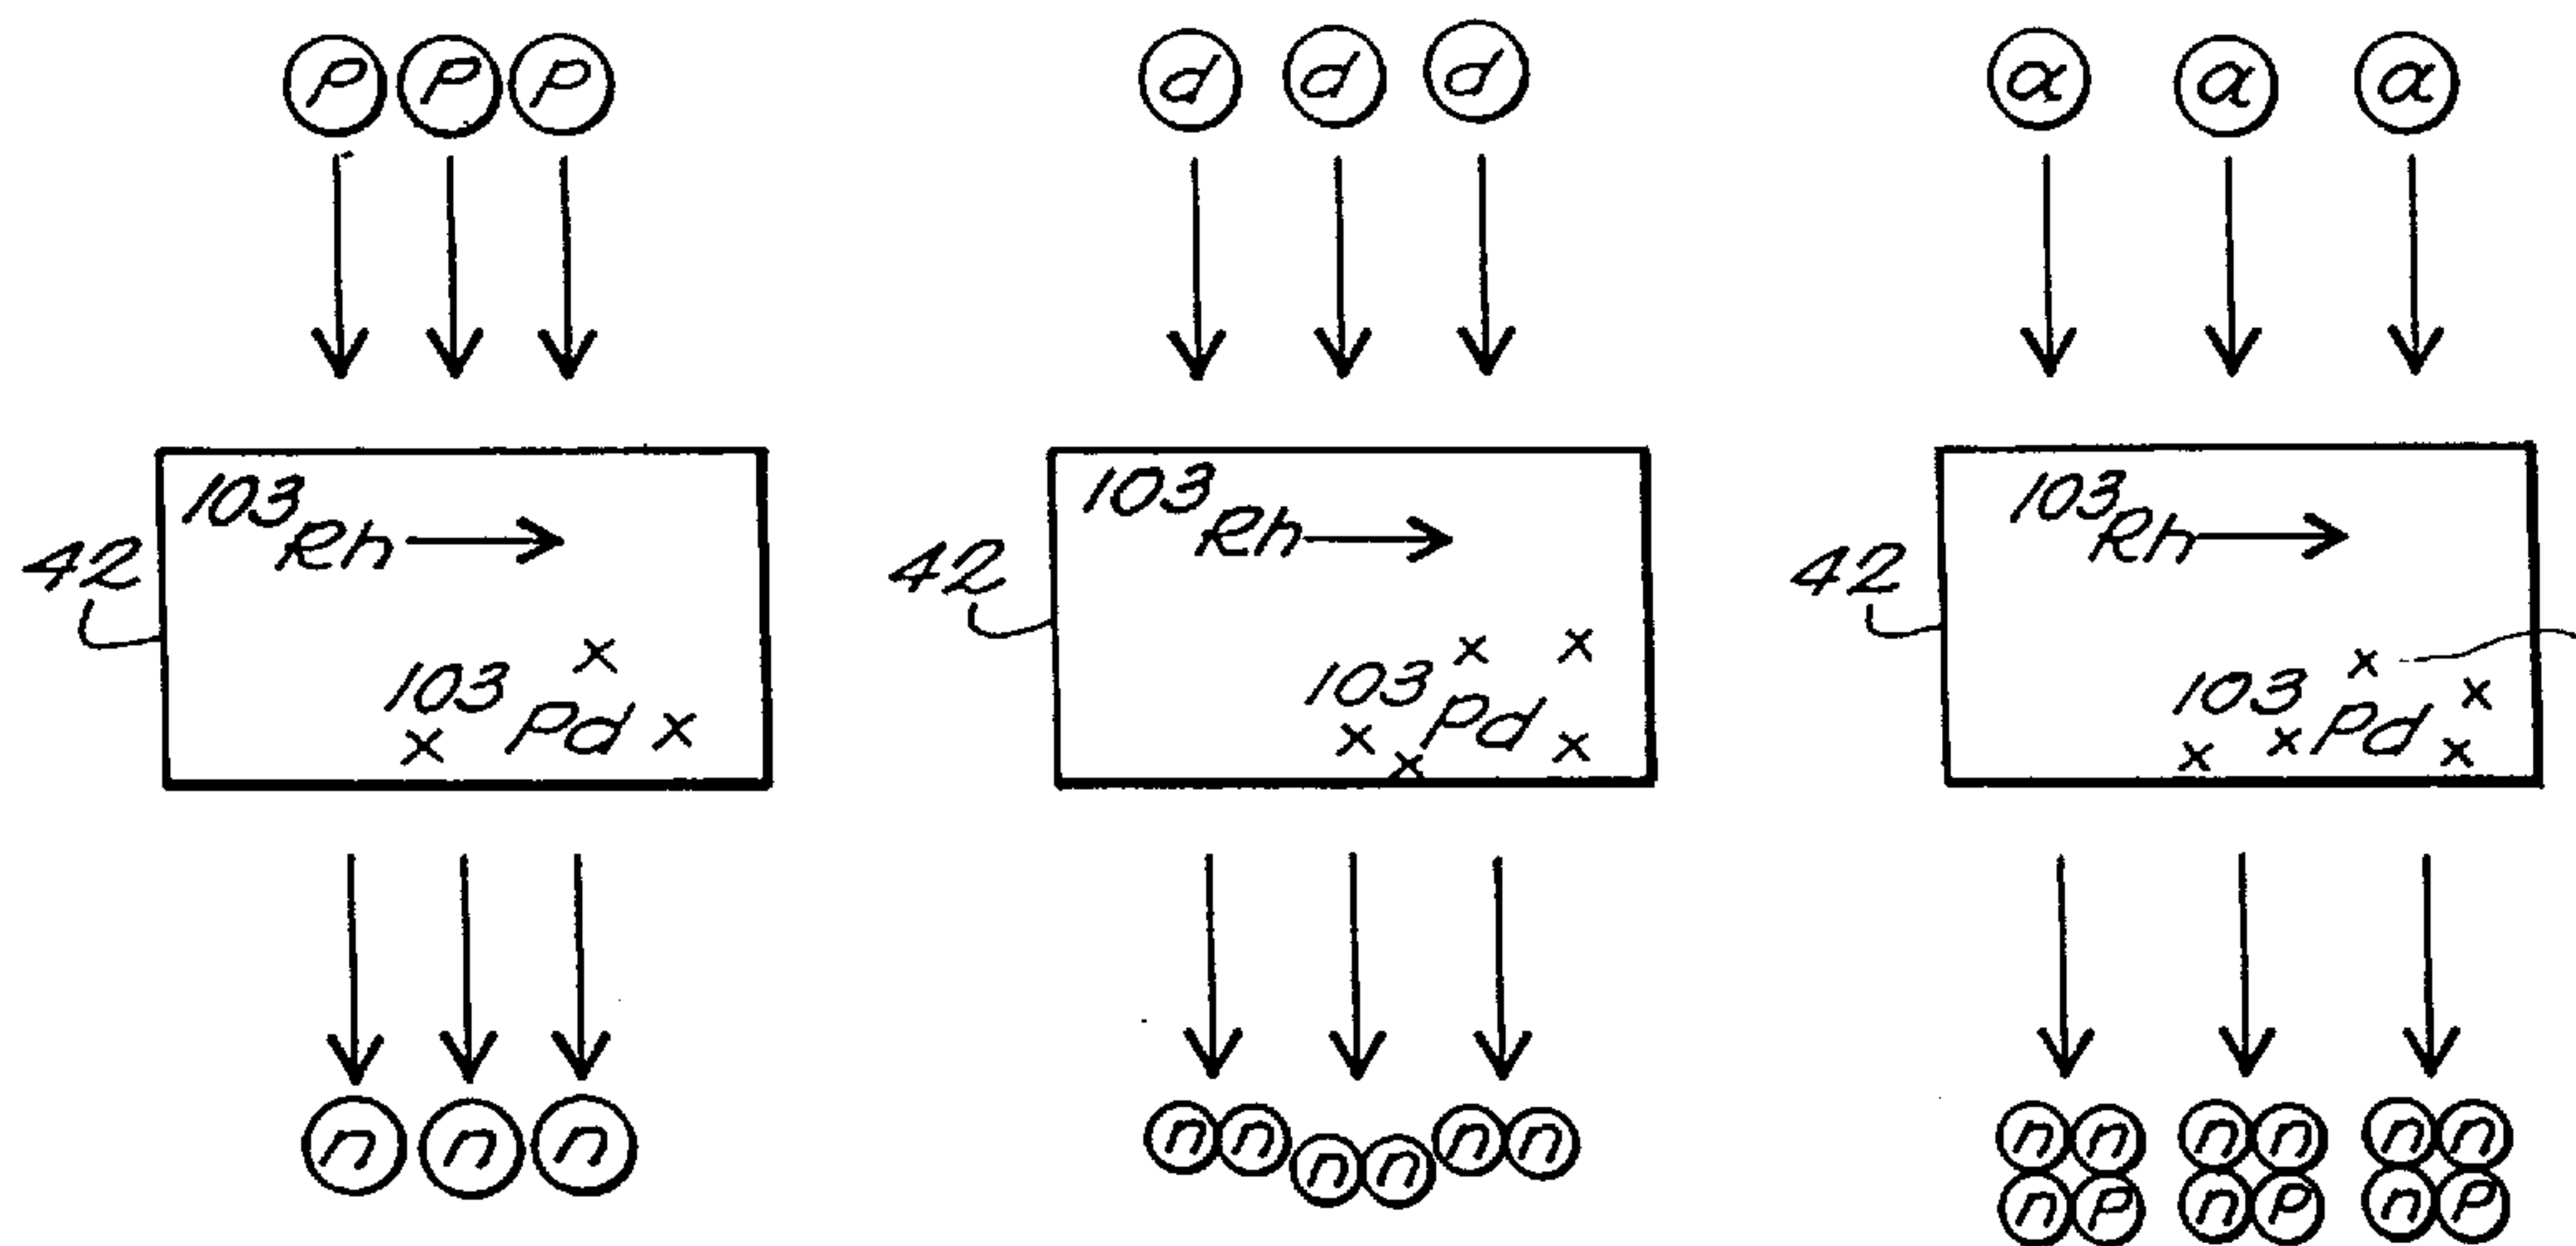 P P P d d d α α α
103Rh → 103Rh → 103Rh →
42 42 42
x x x x x
103Pd x x 103Pd x x x 103Pd x x x x
n n n n n n n n n n n n n n n
n p n p n p